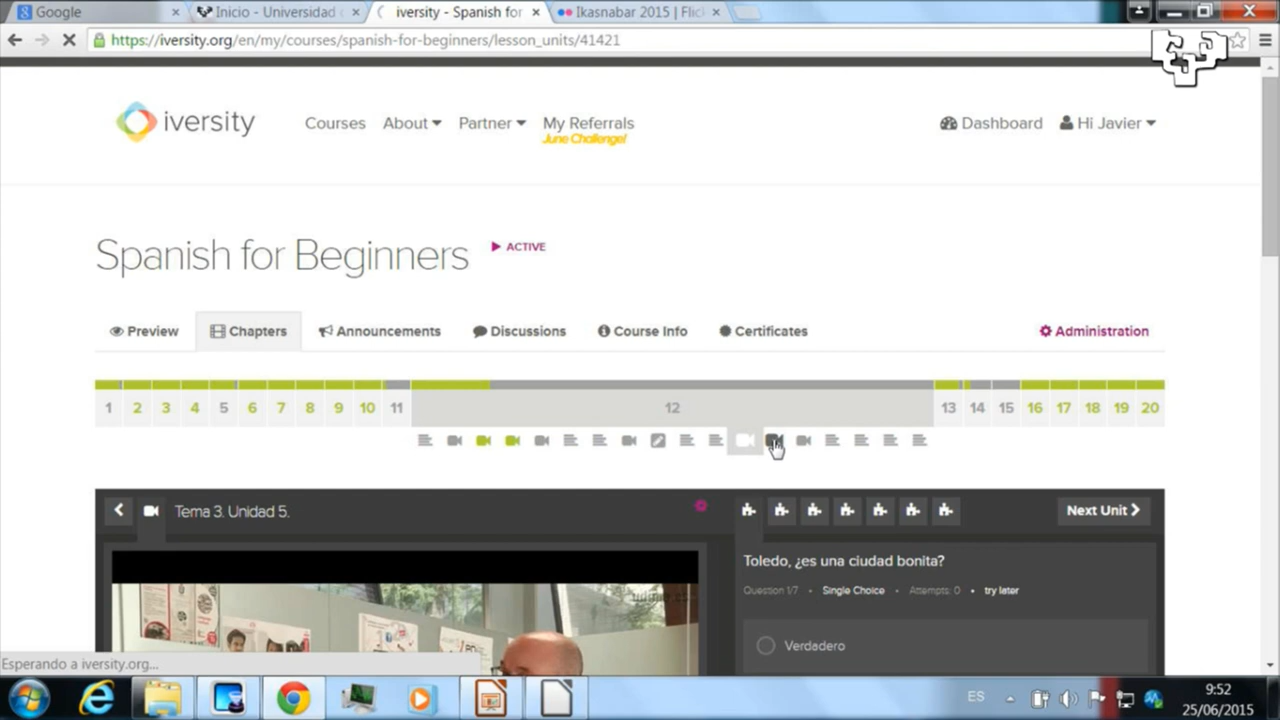 Google
Inicio - Universidad
iversity - Spanish for
Ikasnabar 2015 | Flick
https://iversity.org/en/my/courses/spanish-for-beginners/lesson_units/41421
iversity
Courses
About
Partner
My Referrals
June Challenge!
Dashboard
Hi Javier
Spanish for Beginners
ACTIVE
Preview
Chapters
Announcements
Discussions
Course Info
Certificates
Administration
1 2 3 4 5 6 7 8 9 10 11 12 13 14 15 16 17 18 19 20
Tema 3. Unidad 5.
Next Unit
Toledo, ¿es una ciudad bonita?
Question 1/7 • Single Choice • Attempts: 0 • try later
Verdadero
Esperando a iversity.org...
ES
9:52
25/06/2015